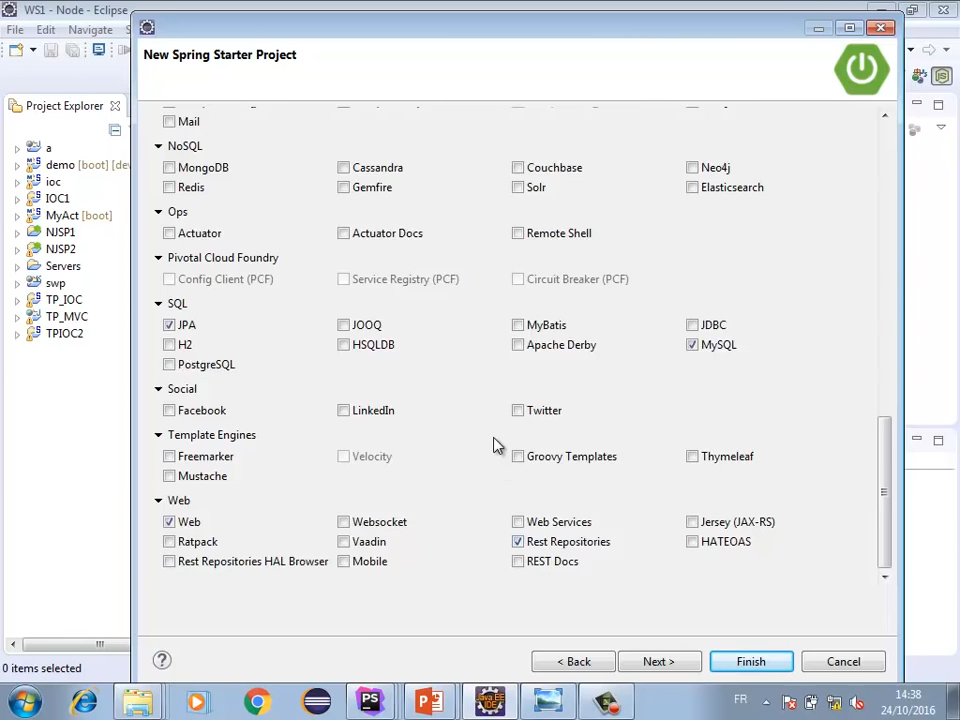 WS1 - Node - Eclipse
File Edit Navigate
New Spring Starter Project
Project Explorer
a
demo [boot] [de
ioc
IOC1
MyAct [boot]
NJSP1
NJSP2
Servers
swp
TP_IOC
TP_MVC
TPIOC2
0 items selected
Mail
NoSQL
MongoDB Cassandra Couchbase Neo4j
Redis Gemfire Solr Elasticsearch
Ops
Actuator Actuator Docs Remote Shell
Pivotal Cloud Foundry
Config Client (PCF) Service Registry (PCF) Circuit Breaker (PCF)
SQL
JPA JOOQ MyBatis JDBC
H2 HSQLDB Apache Derby MySQL
PostgreSQL
Social
Facebook LinkedIn Twitter
Template Engines
Freemarker Velocity Groovy Templates Thymeleaf
Mustache
Web
Web Websocket Web Services Jersey (JAX-RS)
Ratpack Vaadin Rest Repositories HATEOAS
Rest Repositories HAL Browser Mobile REST Docs
? < Back Next > Finish Cancel
PS P Java EE IDE
FR
14:38
24/10/2016